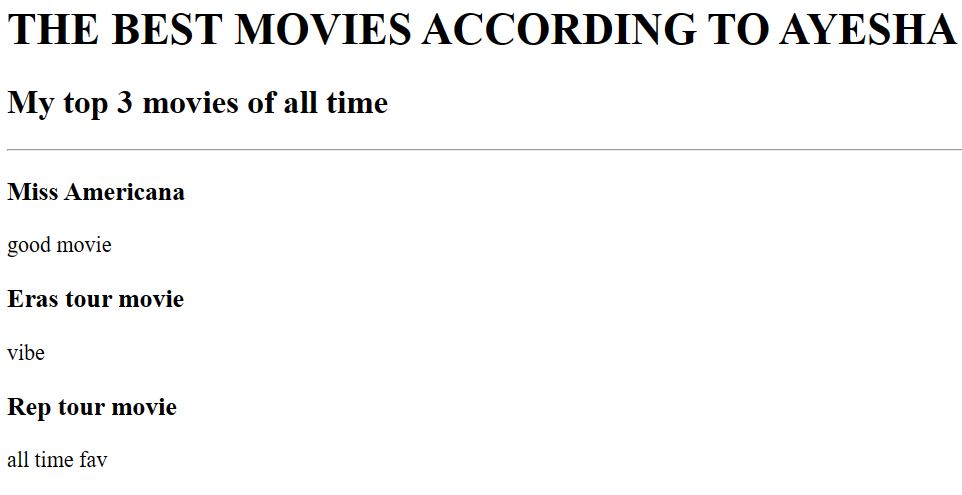 THE BEST MOVIES ACCORDING TO AYESHA
My top 3 movies of all time
Miss Americana
good movie
Eras tour movie
vibe
Rep tour movie
all time fav